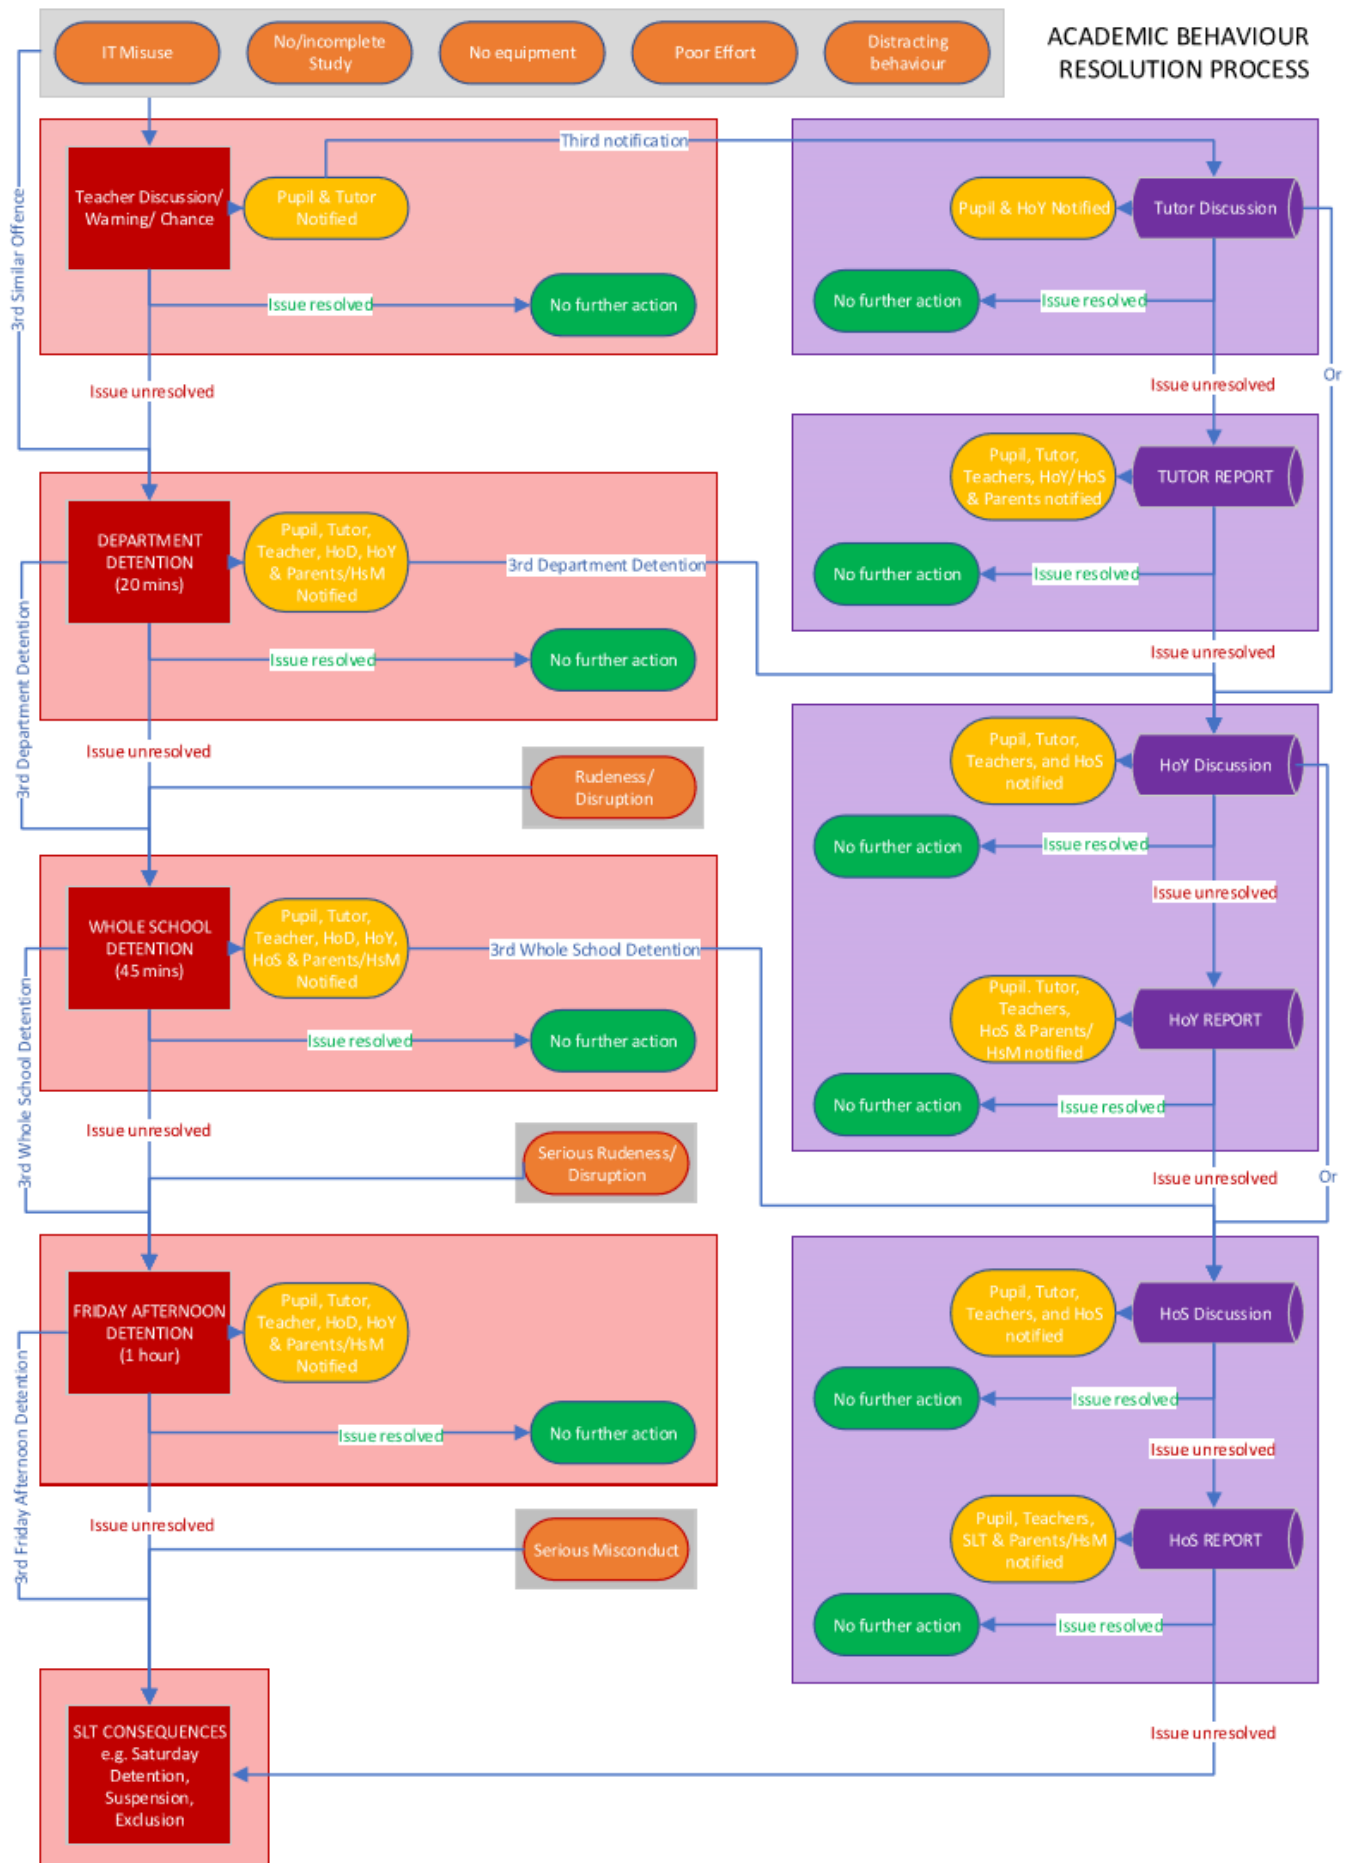 ACADEMIC BEHAVIOUR
RESOLUTION PROCESS
IT Misuse
No/incomplete
Study
No equipment
Poor Effort
Distracting
behaviour
3rd Similar Offence
Teacher Discussion/
Warning/ Chance
Pupil & Tutor
Notified
Third notification
Issue resolved
No further action
Issue unresolved
Tutor Discussion
Pupil & HoY Notified
Issue resolved
No further action
Issue unresolved
Or
TUTOR REPORT
Pupil, Tutor,
Teachers, HoY/HoS
& Parents notified
Issue resolved
No further action
Issue unresolved
DEPARTMENT
DETENTION
(20 mins)
Pupil, Tutor,
Teacher, HoD, HoY
& Parents/HsM
Notified
3rd Department Detention
Issue resolved
No further action
3rd Department Detention
Issue unresolved
Rudeness/
Disruption
HoY Discussion
Pupil, Tutor,
Teachers, and HoS
notified
Issue resolved
No further action
Issue unresolved
WHOLE SCHOOL
DETENTION
(45 mins)
Pupil, Tutor,
Teacher, HoD, HoY,
HoS & Parents/HsM
Notified
3rd Whole School Detention
Issue resolved
No further action
3rd Whole School Detention
Issue unresolved
Serious Rudeness/
Disruption
HoY REPORT
Pupil. Tutor,
Teachers,
HoS & Parents/
HsM notified
Issue resolved
No further action
Issue unresolved
Or
FRIDAY AFTERNOON
DETENTION
(1 hour)
Pupil, Tutor,
Teacher, HoD, HoY
& Parents/HsM
Notified
Issue resolved
No further action
3rd Friday Afternoon Detention
Issue unresolved
Serious Misconduct
HoS Discussion
Pupil, Tutor,
Teachers, and HoS
notified
Issue resolved
No further action
Issue unresolved
HoS REPORT
Pupil, Teachers,
SLT & Parents/HsM
notified
Issue resolved
No further action
Issue unresolved
SLT CONSEQUENCES
e.g. Saturday
Detention,
Suspension,
Exclusion